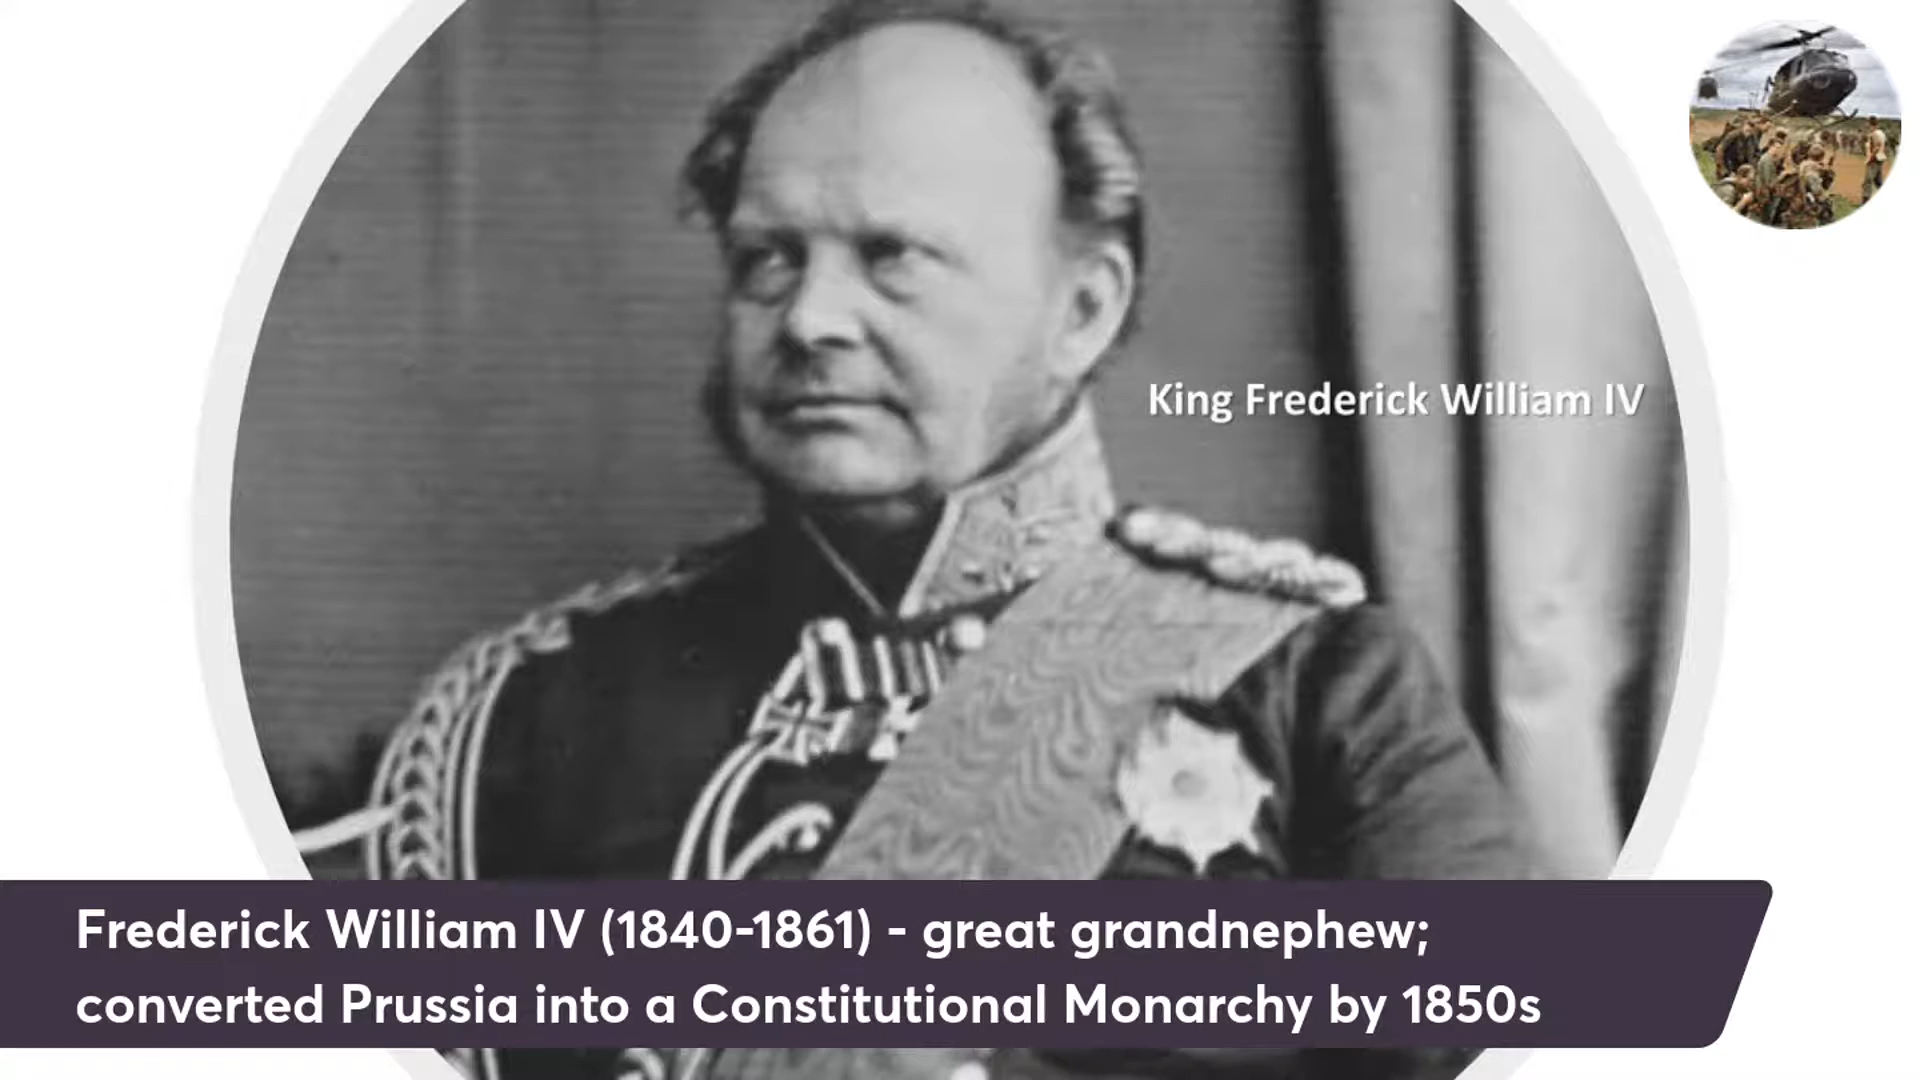 King Frederick William IV
Frederick William IV (1840-1861) - great grandnephew;
converted Prussia into a Constitutional Monarchy by 1850s